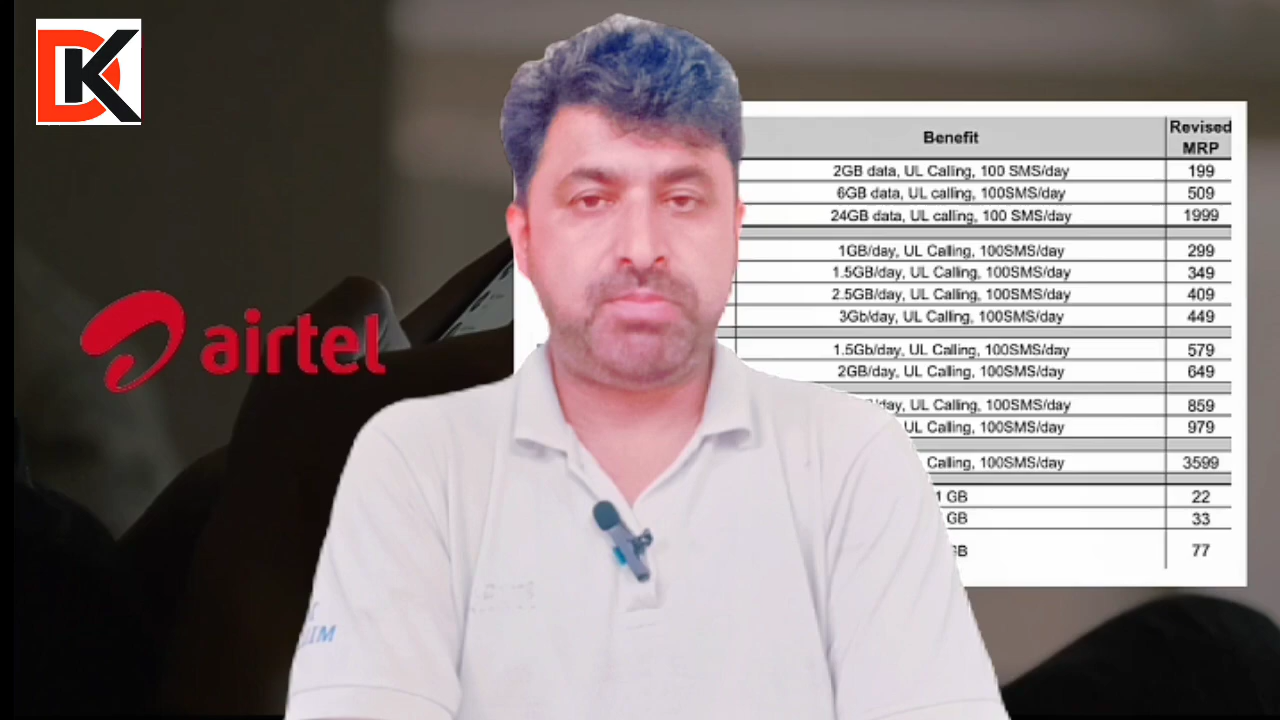 DK
airtel
Benefit
Revised
MRP
2GB data, UL Calling, 100 SMS/day 199
6GB data, UL calling, 100SMS/day 509
24GB data, UL calling, 100 SMS/day 1999
1GB/day, UL Calling, 100SMS/day 299
1.5GB/day, UL Calling, 100SMS/day 349
2.5GB/day, UL Calling, 100SMS/day 409
3Gb/day, UL Calling, 100SMS/day 449
1.5Gb/day, UL Calling, 100SMS/day 579
2GB/day, UL Calling, 100SMS/day 649
UL Calling, 100SMS/day 859
UL Calling, 100SMS/day 979
Calling, 100SMS/day 3599
1 GB 22
GB 33
77